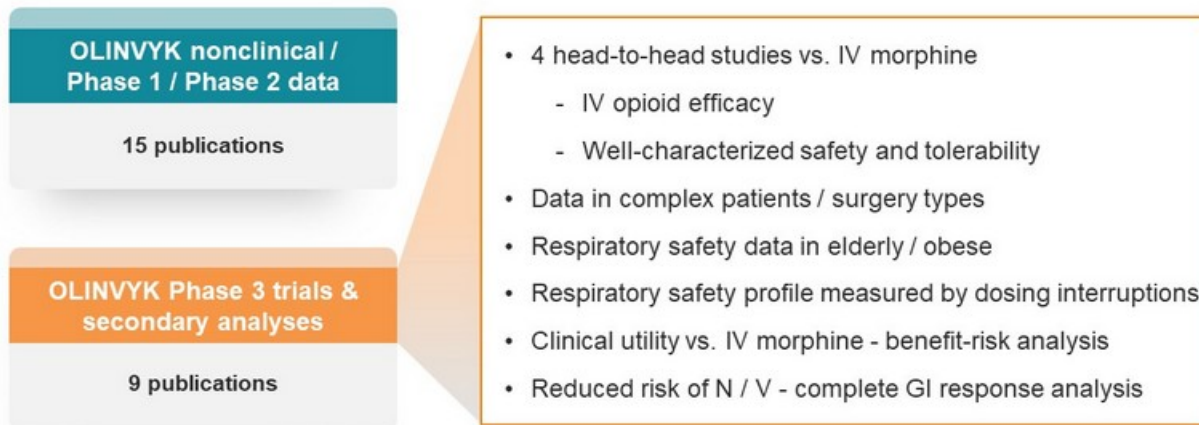 OLINVYK nonclinical /
Phase 1 / Phase 2 data
15 publications
OLINVYK Phase 3 trials &
secondary analyses
9 publications
• 4 head-to-head studies vs. IV morphine
- IV opioid efficacy
- Well-characterized safety and tolerability
• Data in complex patients / surgery types
• Respiratory safety data in elderly / obese
• Respiratory safety profile measured by dosing interruptions
• Clinical utility vs. IV morphine - benefit-risk analysis
• Reduced risk of N / V - complete GI response analysis